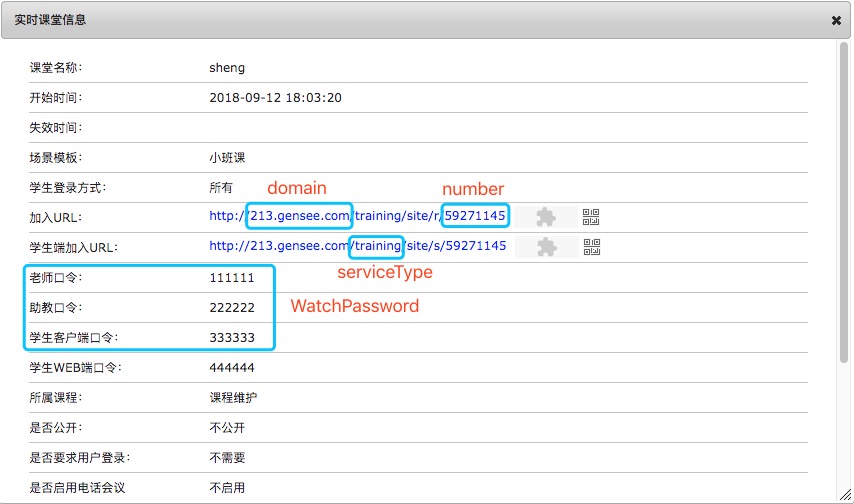 实时课堂信息
课堂名称: sheng
开始时间: 2018-09-12 18:03:20
失效时间:
场景模板: 小班课
学生登录方式: 所有 domain number
加入URL: http://213.gensee.com/training/site/r/59271145
学生端加入URL: http://213.gensee.com/training/site/s/59271145
serviceType
老师口令: 111111
助教口令: 222222 WatchPassword
学生客户端口令: 333333
学生WEB端口令: 444444
所属课程: 课程维护
是否公开: 不公开
是否要求用户登录: 不需要
是否启用电话会议 不启用